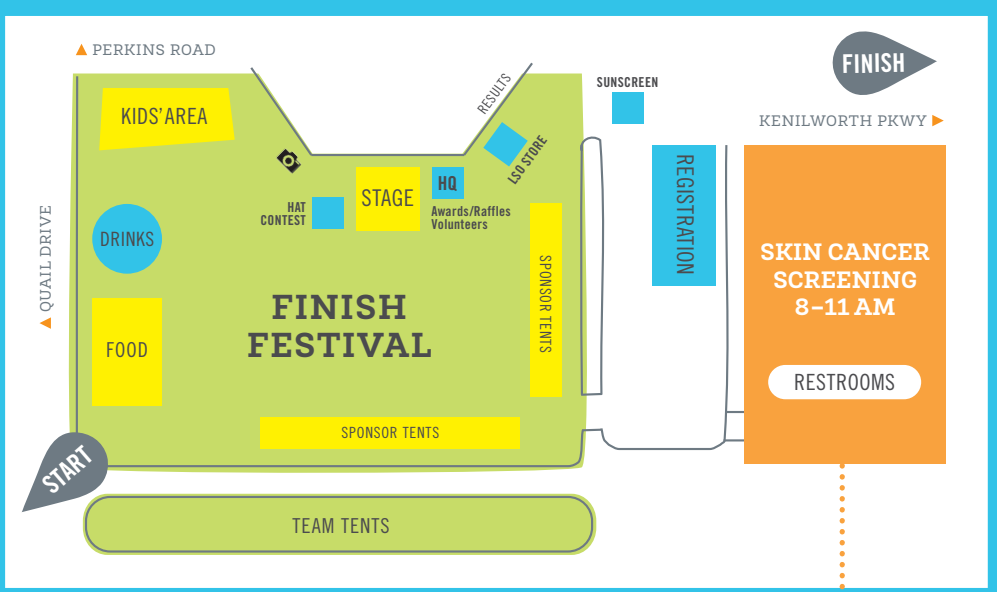 PERKINS ROAD
FINISH
KENILWORTH PKWY
SUNSCREEN
RESULTS
LSO STORE
KIDS' AREA
HAT
CONTEST
STAGE
HQ
Awards/Raffles
Volunteers
REGISTRATION
QUAIL DRIVE
DRINKS
SKIN CANCER
SCREENING
8–11 AM
FINISH
FESTIVAL
SPONSOR TENTS
FOOD
RESTROOMS
SPONSOR TENTS
START
TEAM TENTS